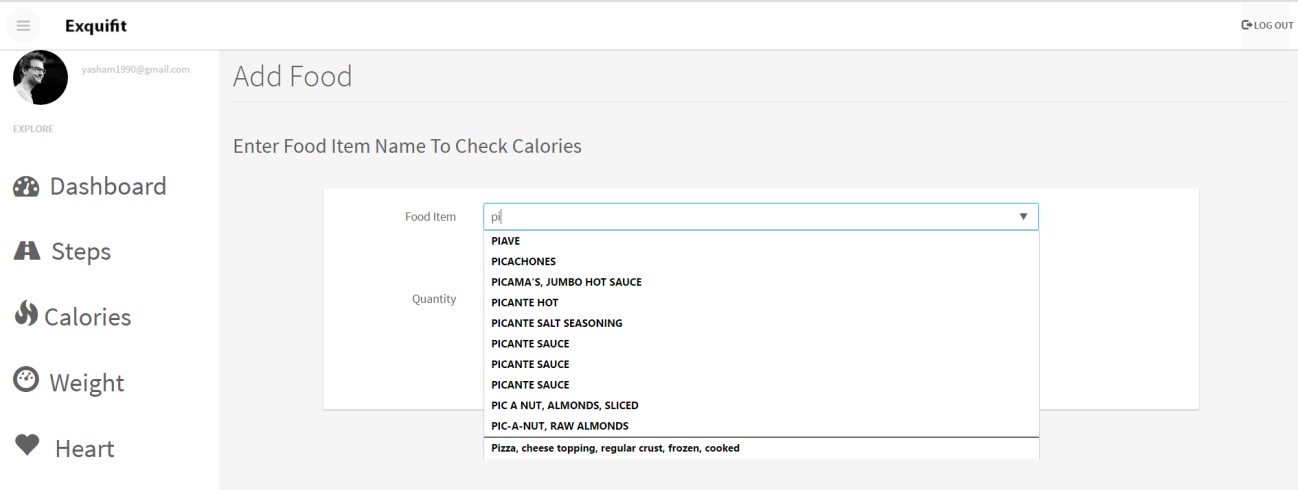 Exquifit
LOG OUT
yasham1990@gmail.com
EXPLORE
Dashboard
Steps
Calories
Weight
Heart
Add Food
Enter Food Item Name To Check Calories
Food Item
pi
PIAVE
PICACHONES
PICAMA'S, JUMBO HOT SAUCE
PICANTE HOT
PICANTE SALT SEASONING
PICANTE SAUCE
PICANTE SAUCE
PICANTE SAUCE
PIC A NUT, ALMONDS, SLICED
PIC-A-NUT, RAW ALMONDS
Pizza, cheese topping, regular crust, frozen, cooked
Quantity